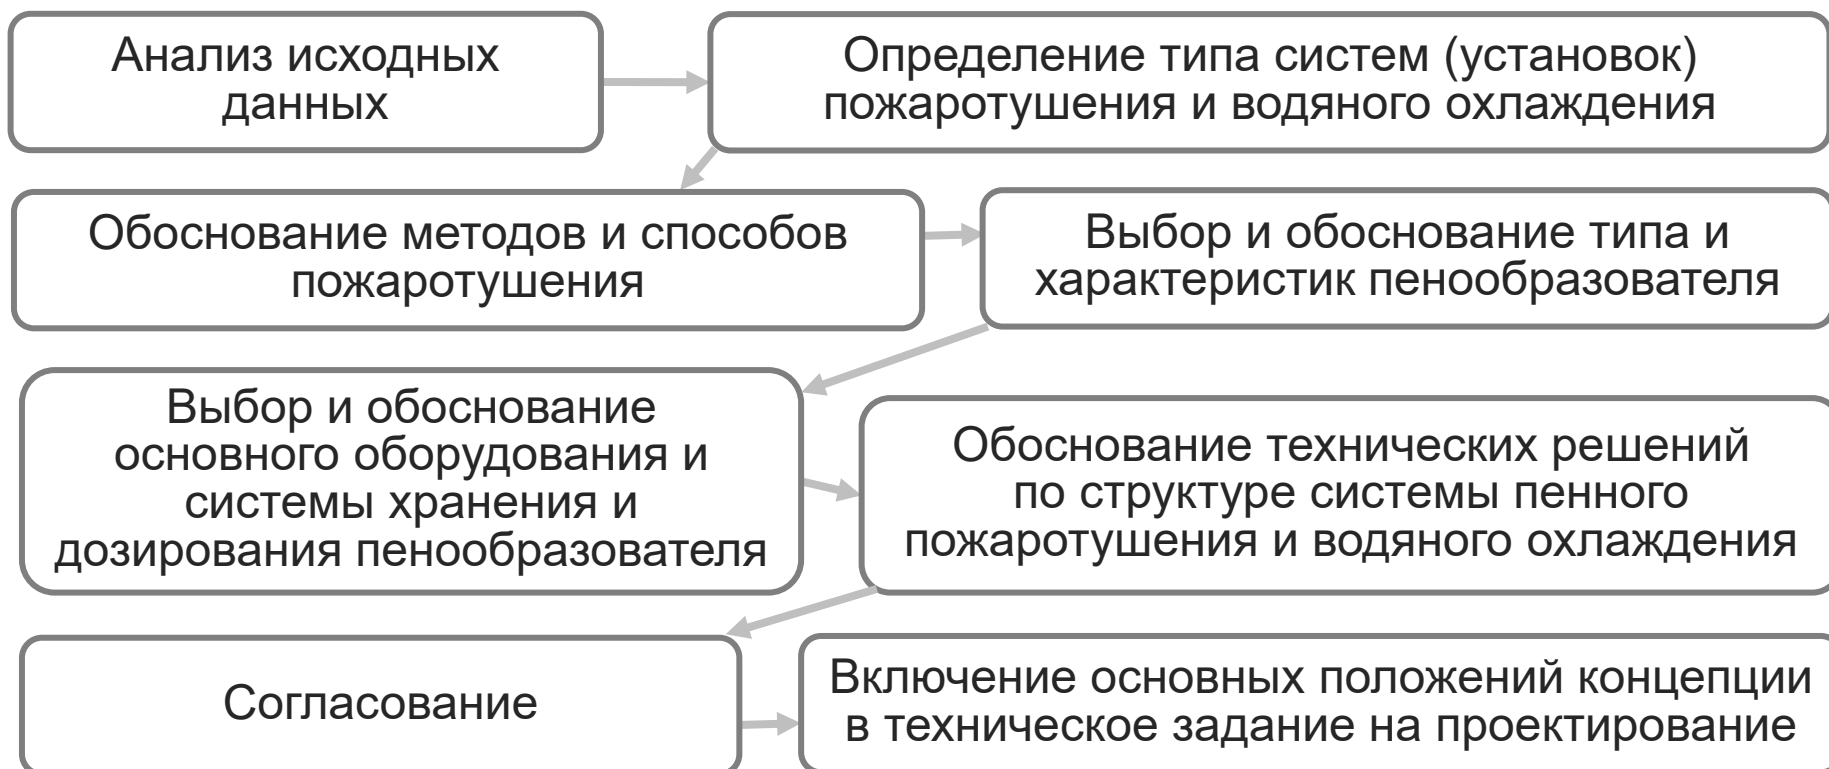 Анализ исходных
данных
Определение типа систем (установок)
пожаротушения и водяного охлаждения
Обоснование методов и способов
пожаротушения
Выбор и обоснование типа и
характеристик пенообразователя
Выбор и обоснование
основного оборудования и
системы хранения и
дозирования пенообразователя
Обоснование технических решений
по структуре системы пенного
пожаротушения и водяного охлаждения
Согласование
Включение основных положений концепции
в техническое задание на проектирование